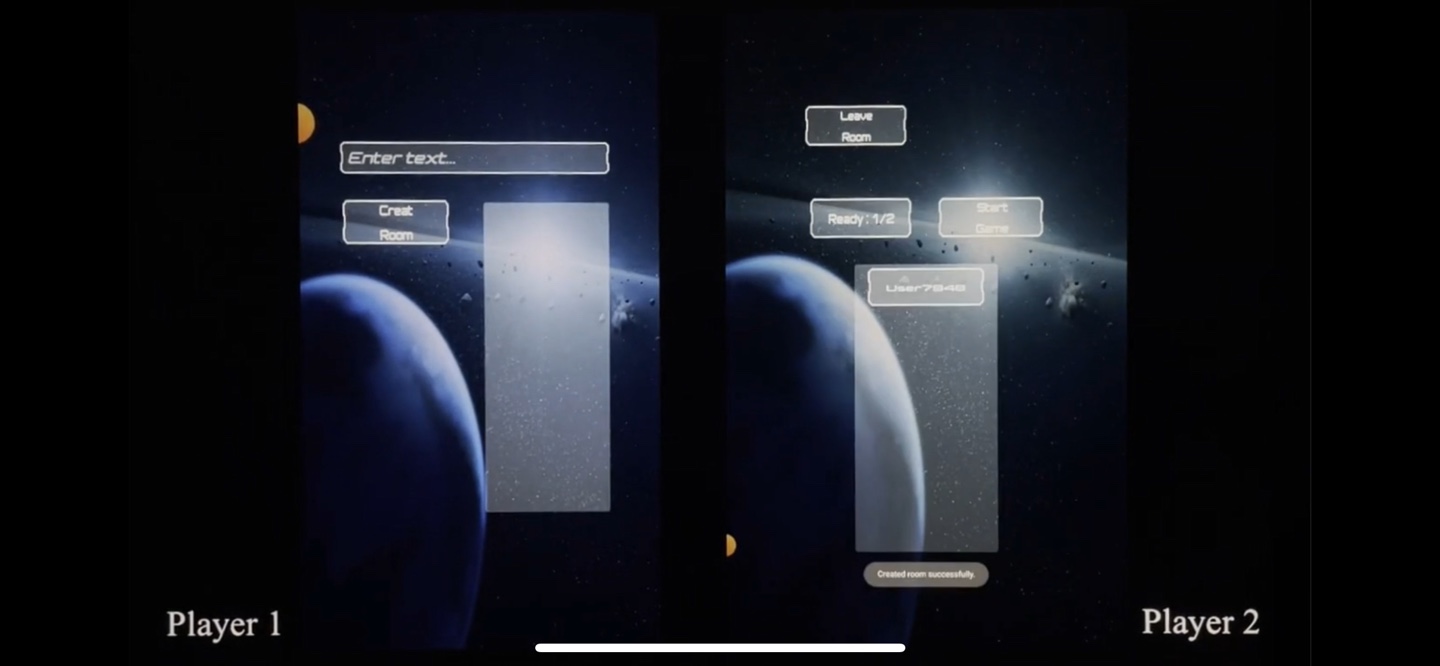 Enter text...
Creat
Room
Player 1
Leave
Room
Ready : 1/2
Start
Game
User7848
Created room successfully.
Player 2